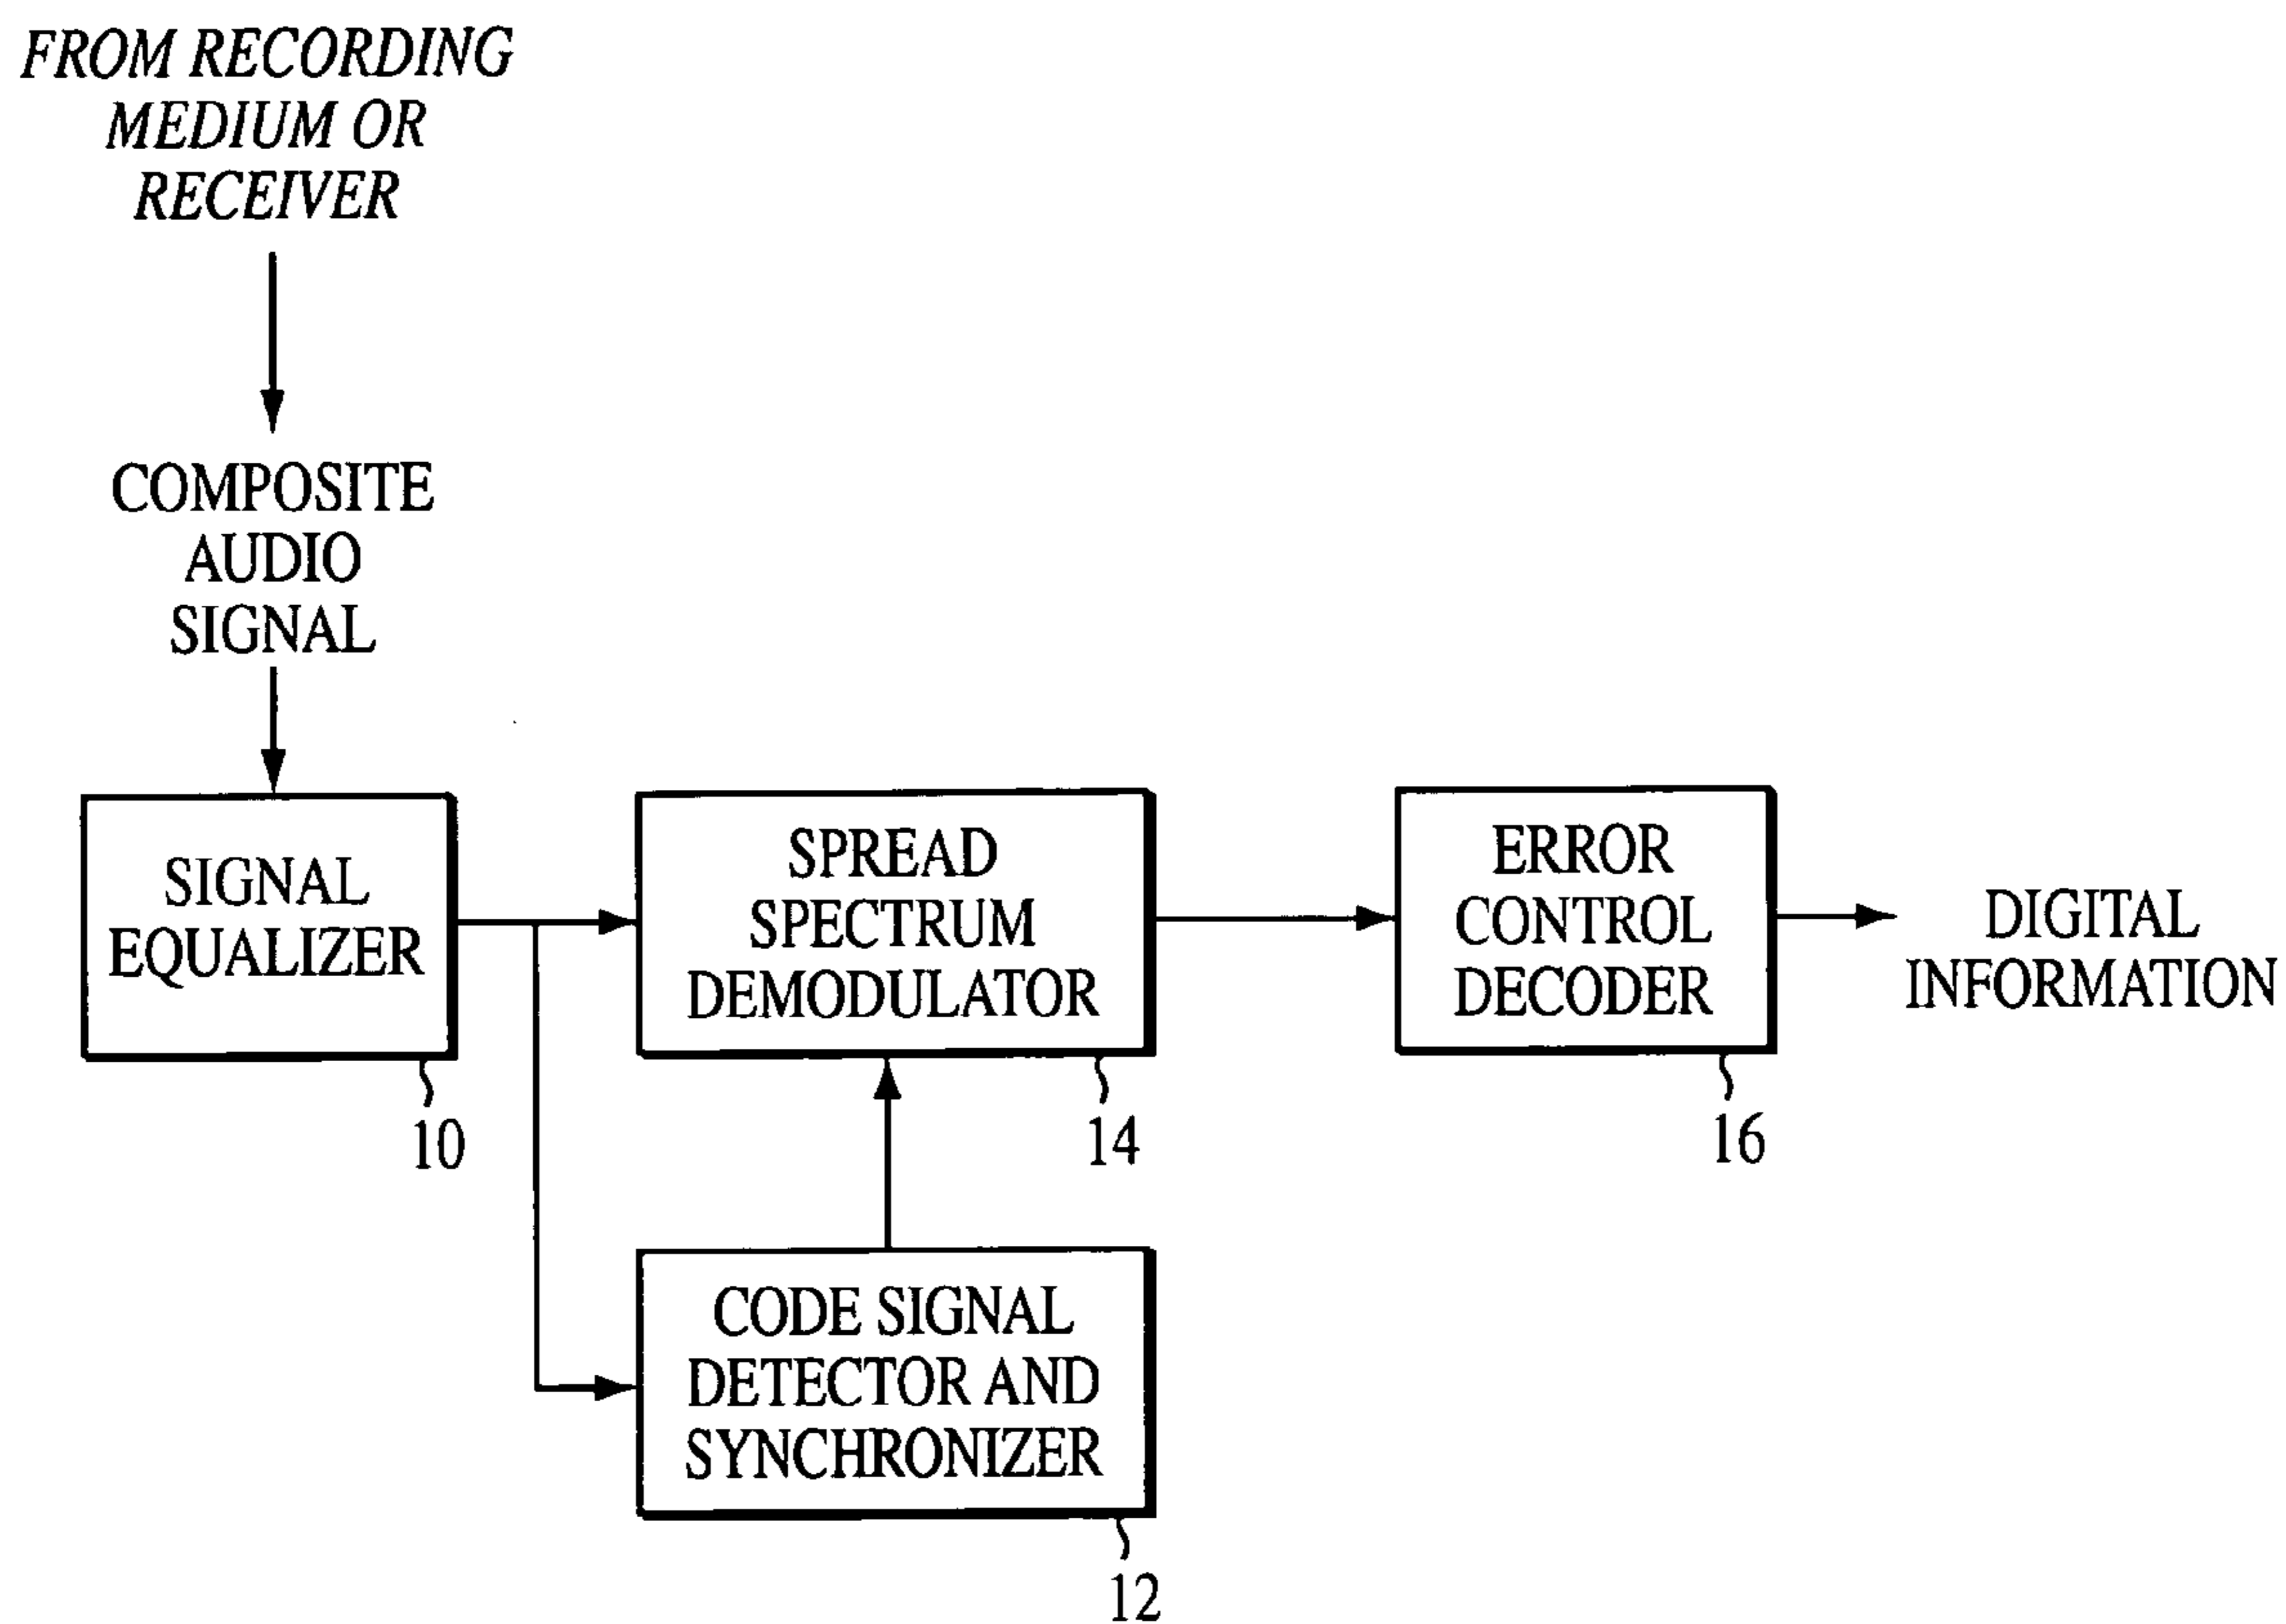 FROM RECORDING
MEDIUM OR
RECEIVER
COMPOSITE
AUDIO
SIGNAL
SIGNAL
EQUALIZER
10
SPREAD
SPECTRUM
DEMODULATOR
14
ERROR
CONTROL
DECODER
16
DIGITAL
INFORMATION
CODE SIGNAL
DETECTOR AND
SYNCHRONIZER
12